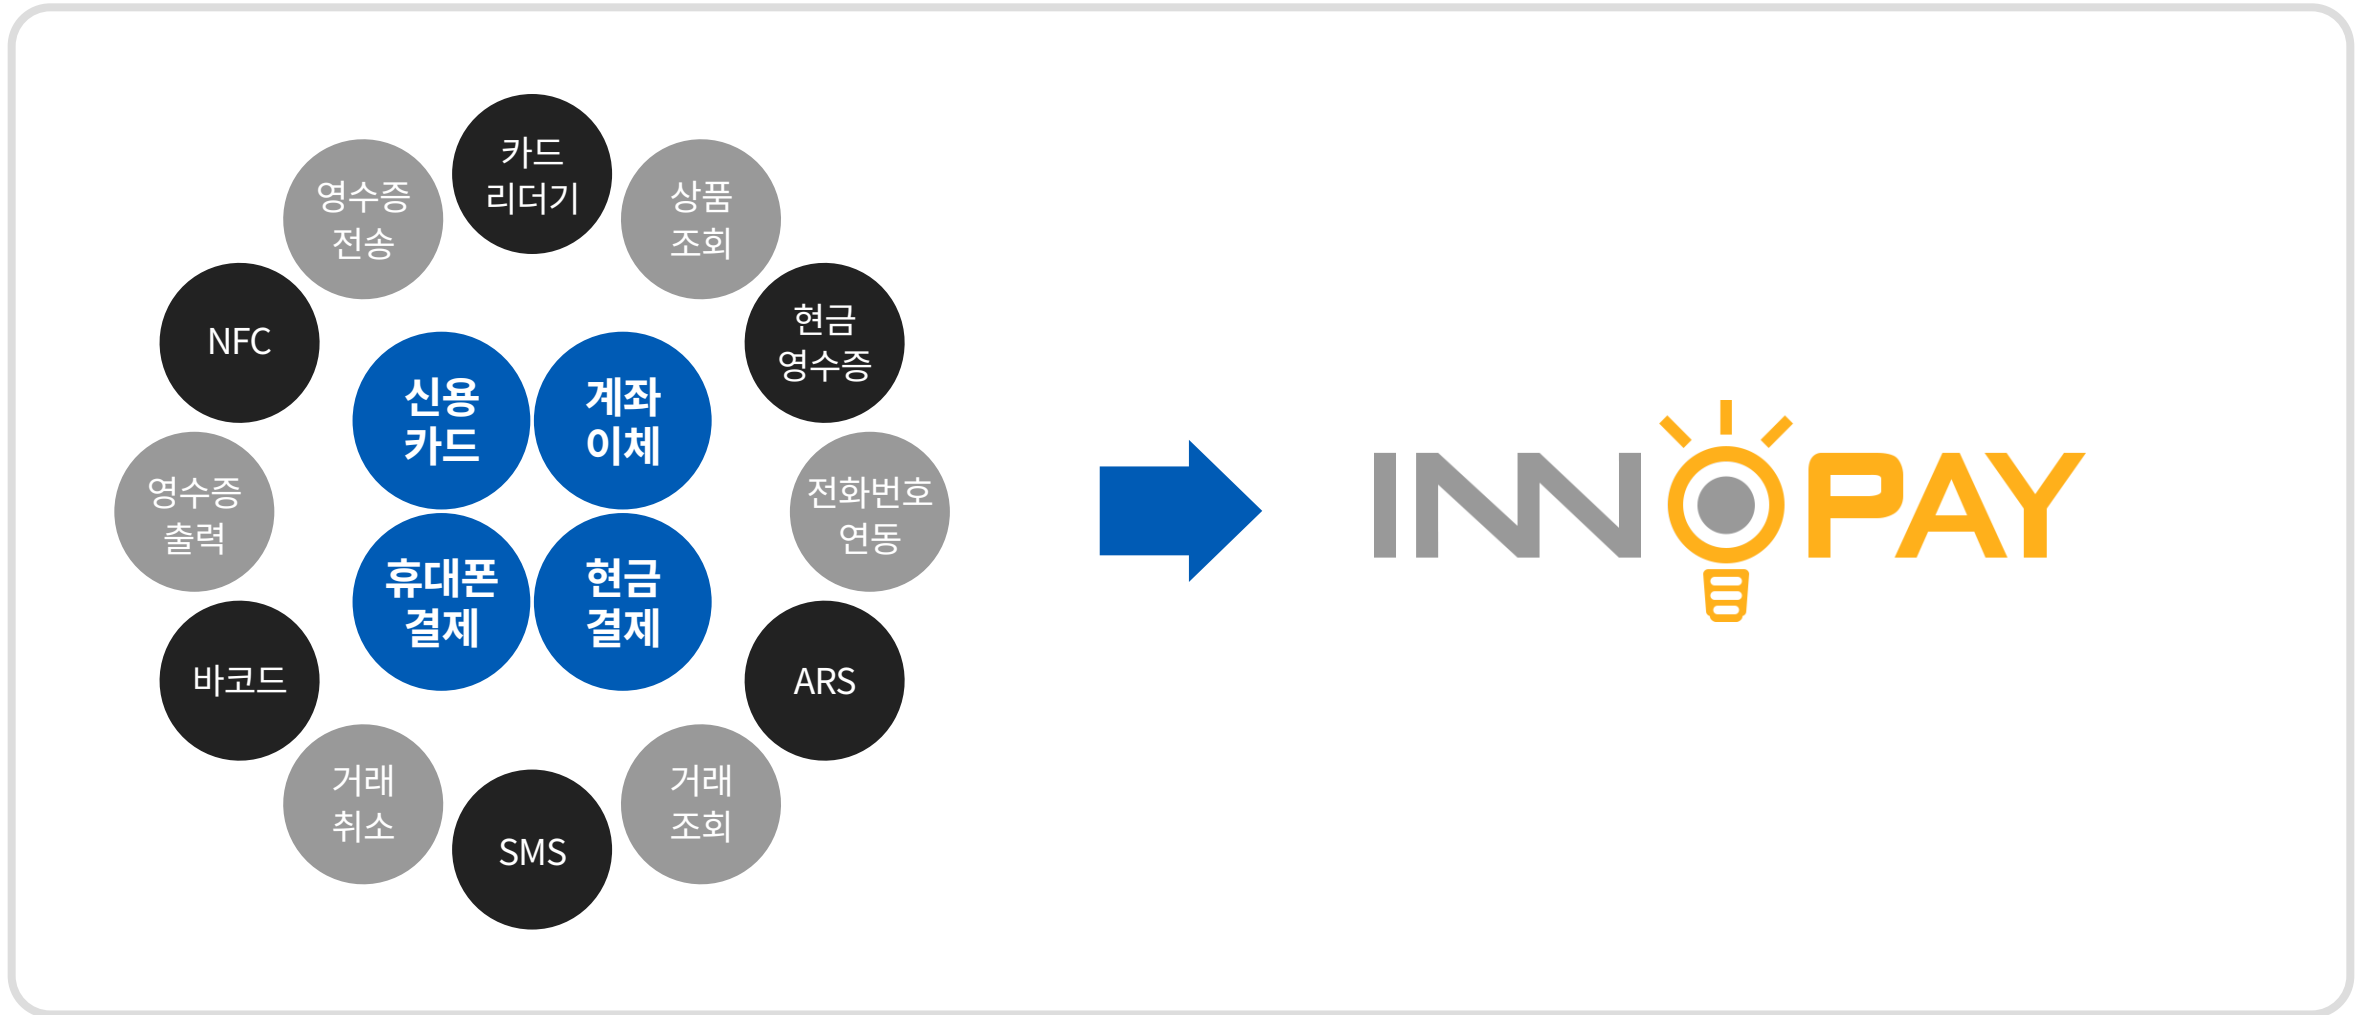 카드
리더기
영수증
전송
상품
조회
NFC
현금
영수증
신용
카드
계좌
이체
영수증
출력
전화번호
연동
휴대폰
결제
현금
결제
바코드
ARS
거래
취소
거래
조회
SMS
INNOPAY